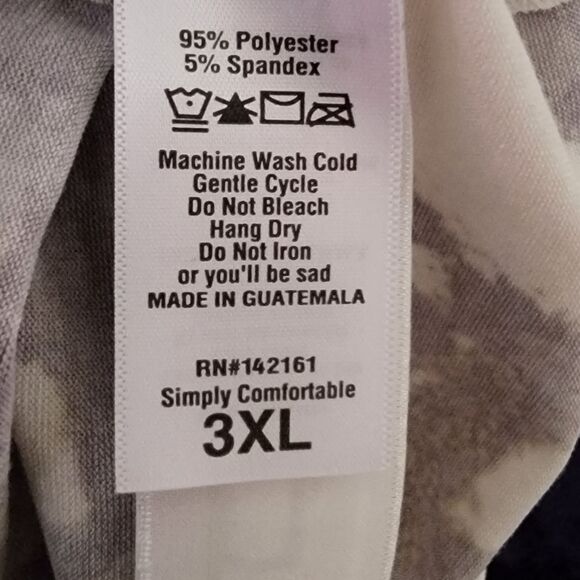 95% Polyester
5% Spandex
Machine Wash Cold
Gentle Cycle
Do Not Bleach
Hang Dry
Do Not Iron
or you'll be sad
MADE IN GUATEMALA
RN#142161
Simply Comfortable
3XL